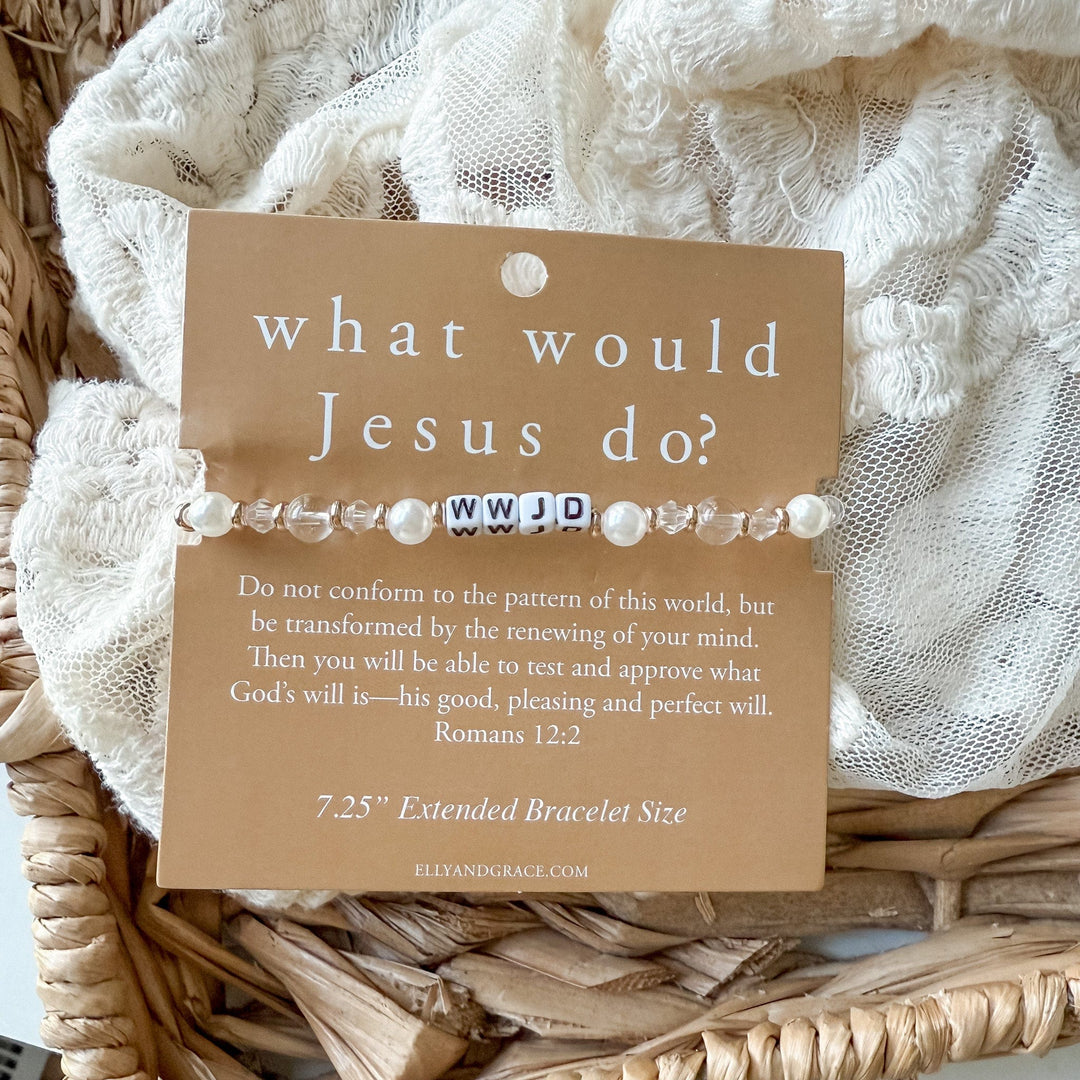 what would
Jesus do?
WWJD
Do not conform to the pattern of this world, but
be transformed by the renewing of your mind.
Then you will be able to test and approve what
God's will is—his good, pleasing and perfect will.
Romans 12:2
7.25” Extended Bracelet Size
ELLYANDGRACE.COM